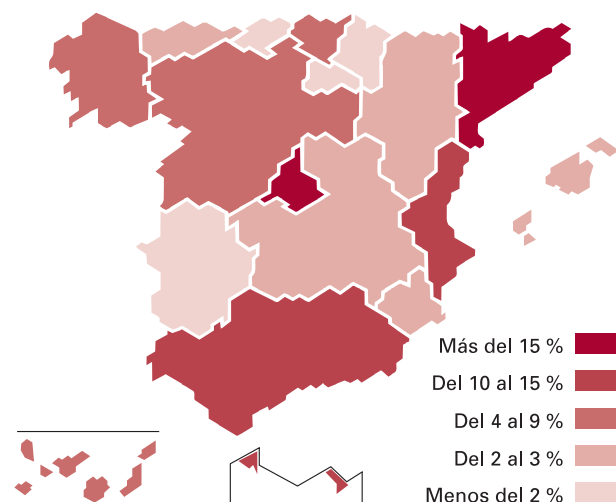 Más del 15 %
Del 10 al 15 %
Del 4 al 9 %
Del 2 al 3 %
Menos del 2 %